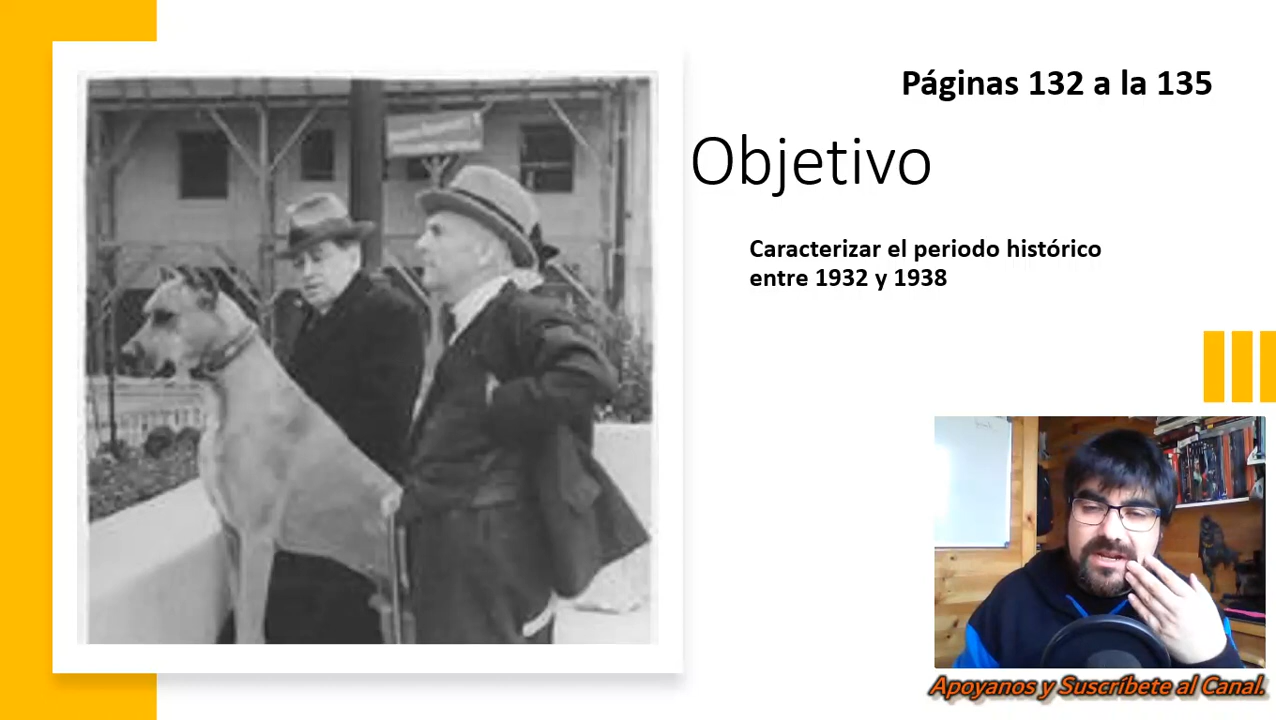 Páginas 132 a la 135
Objetivo
Caracterizar el periodo histórico
entre 1932 y 1938
Apoyanos y Suscríbete al Canal.